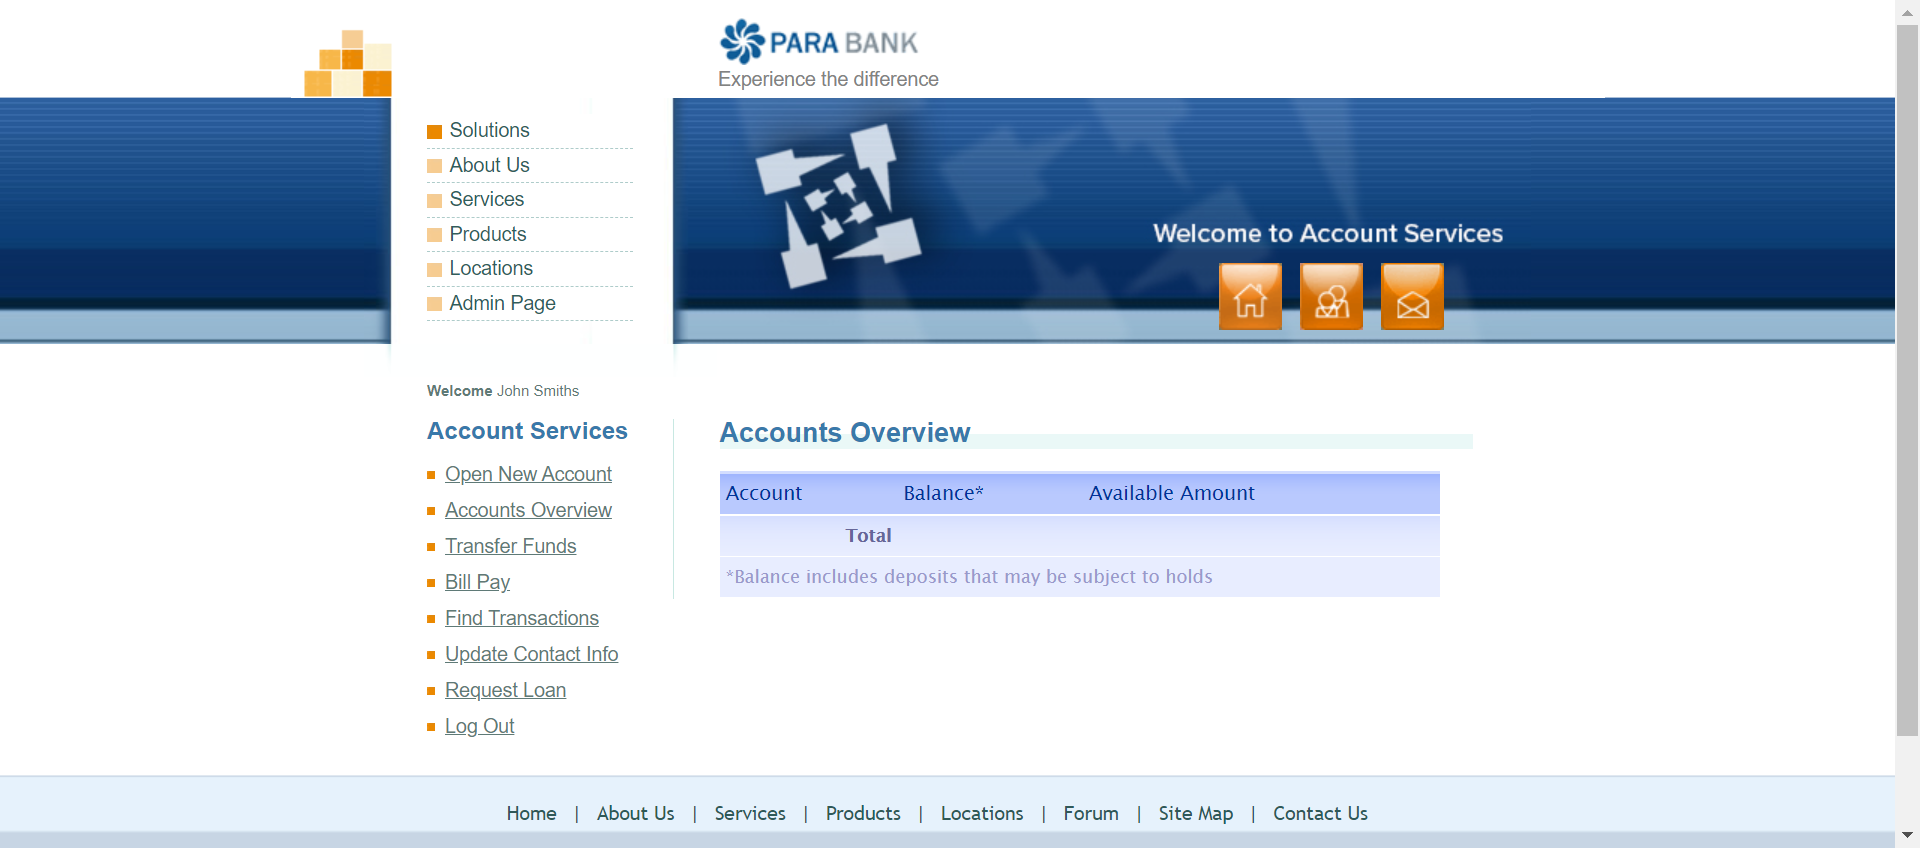 PARA BANK
Experience the difference
Solutions
About Us
Services
Products
Locations
Admin Page
Welcome to Account Services
Welcome John Smiths
Account Services
Open New Account
Accounts Overview
Transfer Funds
Bill Pay
Find Transactions
Update Contact Info
Request Loan
Log Out
Accounts Overview
Account Balance* Available Amount
Total
*Balance includes deposits that may be subject to holds
Home | About Us | Services | Products | Locations | Forum | Site Map | Contact Us